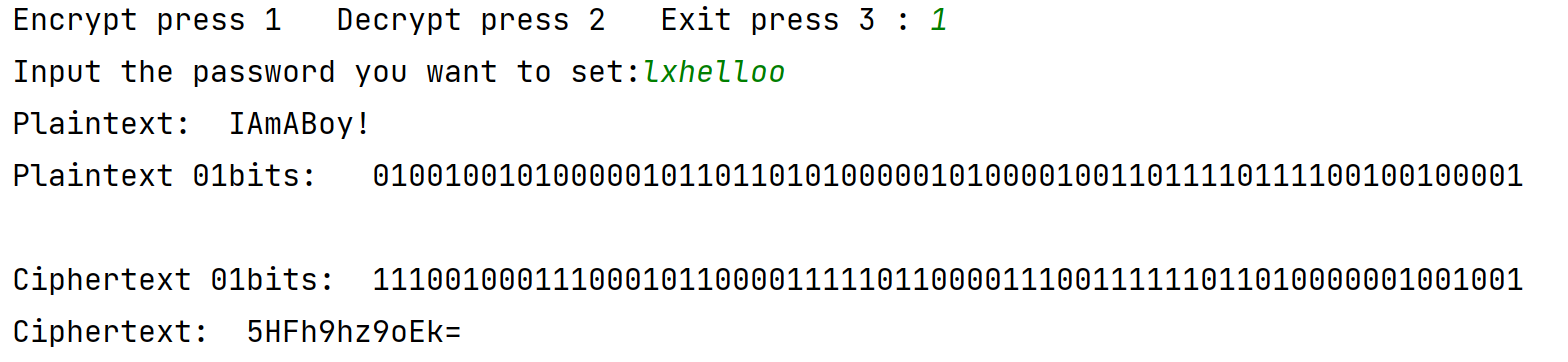 Encrypt press 1   Decrypt press 2   Exit press 3 : 1
Input the password you want to set:lxhelloo
Plaintext:  IAmABoy!
Plaintext 01bits:   0100100101000001011011010100000101000010011011110111100100100001
Ciphertext 01bits:  1110010001110001011000011111011000011100111111011010000001001001
Ciphertext:  5HFh9hz9oEk=